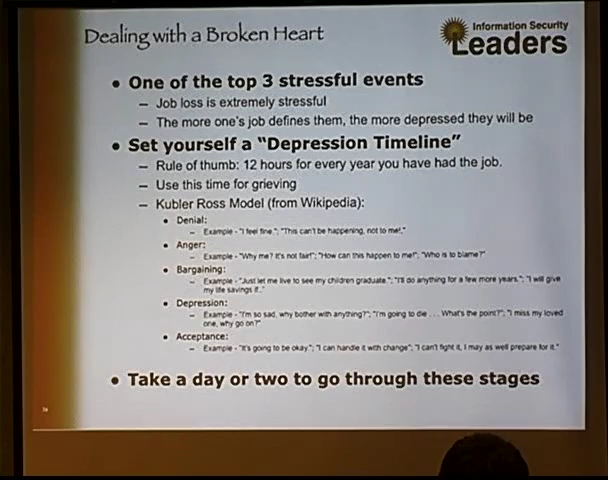 Dealing with a Broken Heart
Information Security
Leaders
• One of the top 3 stressful events
– Job loss is extremely stressful
– The more one's job defines them, the more depressed they will be
• Set yourself a “Depression Timeline”
– Rule of thumb: 12 hours for every year you have had the job.
– Use this time for grieving
– Kubler Ross Model (from Wikipedia):
• Denial:
– Example - "I feel fine."; "This can't be happening, not to me!."
• Anger:
– Example - "Why me? It's not fair!"; "How can this happen to me!"; "Who is to blame?"
• Bargaining:
– Example - "Just let me live to see my children graduate."; "I'll do anything for a few more years."; "I will give
my life savings if.."
• Depression:
– Example - "I'm so sad, why bother with anything?"; "I'm going to die . . . What's the point?"; "I miss my loved
one, why go on?"
• Acceptance:
– Example - "It's going to be okay."; "I can handle it with change"; "I can't fight it, I may as well prepare for it."
• Take a day or two to go through these stages